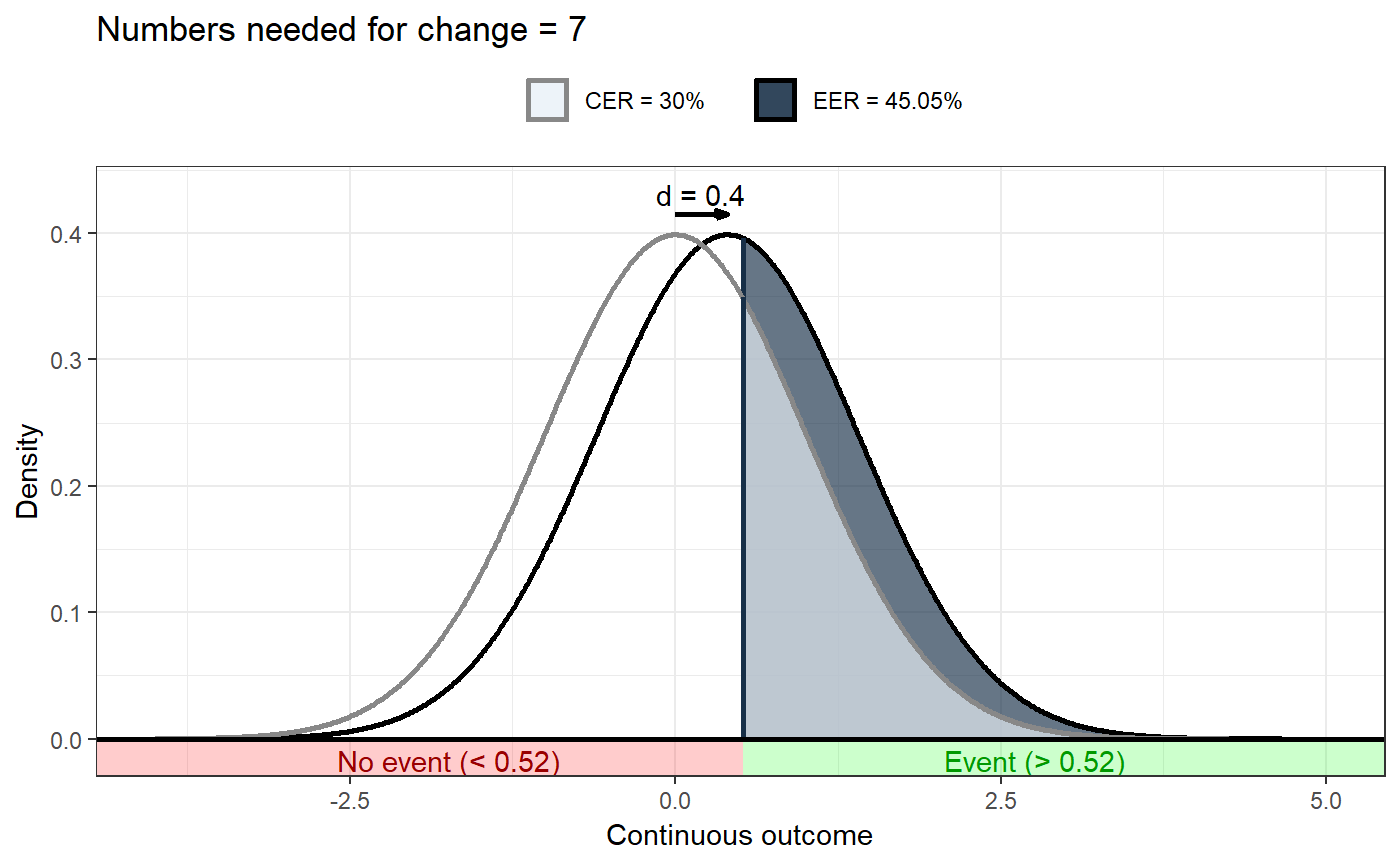 Numbers needed for change = 7
CER = 30%
EER = 45.05%
d = 0.4
0.4
0.3
0.2
0.1
0.0
Density
No event (< 0.52)
Event (> 0.52)
-2.5
0.0
2.5
5.0
Continuous outcome